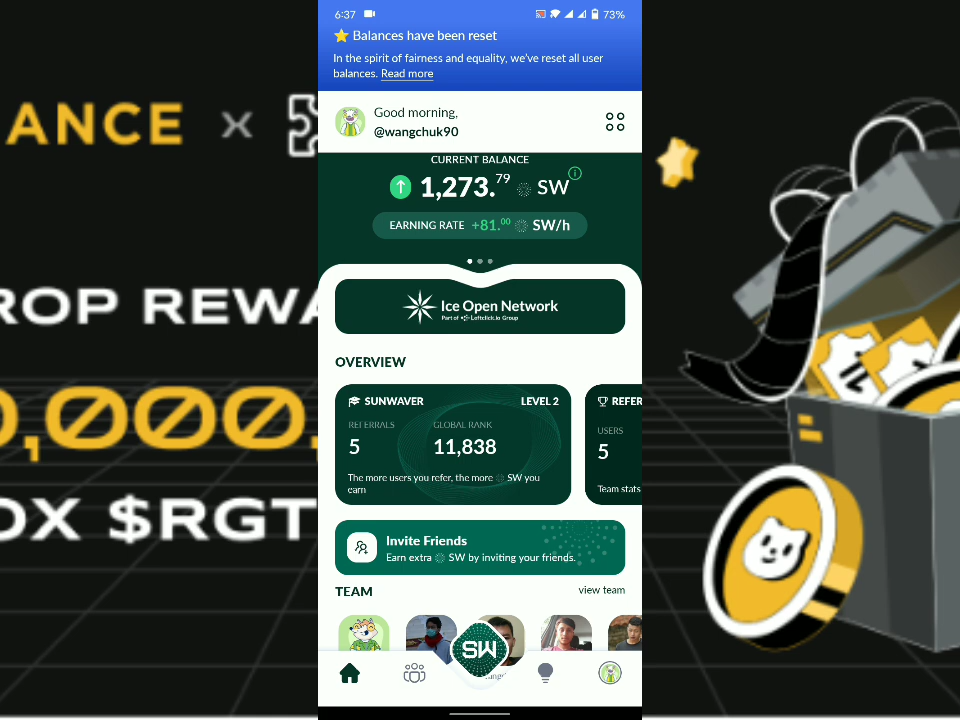 6:37
73%
Balances have been reset
In the spirit of fairness and equality, we've reset all user
balances. Read more
Good morning,
@wangchuk90
CURRENT BALANCE
1,273.79 SW
EARNING RATE +81.00 SW/h
Ice Open Network
Part of Leftclick.io Group
OVERVIEW
SUNWAVER LEVEL 2
REFERRALS GLOBAL RANK
5 11,838
The more users you refer, the more SW you
earn
REFER
USERS
5
Team stats
Invite Friends
Earn extra SW by inviting your friends.
TEAM view team
SW
ANCE x
ROP REWA
0,000,
OX $RGT